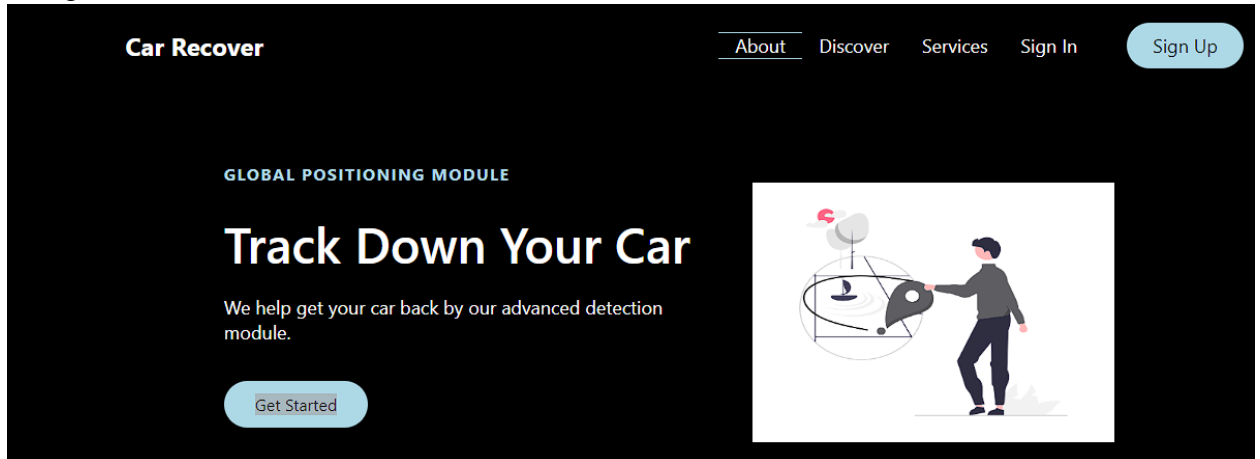 Car Recover
About Discover Services Sign In Sign Up
GLOBAL POSITIONING MODULE
Track Down Your Car
We help get your car back by our advanced detection
module.
Get Started